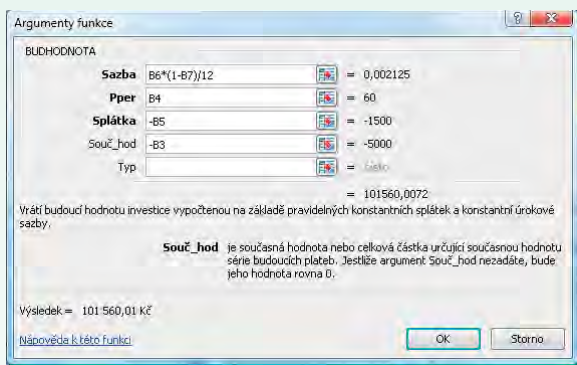 Argumenty funkce
BUDHODNOTA
Sazba B6*(1-B7)/12 = 0,002125
Pper B4 = 60
Splátka -B5 = -1500
Souč_hod -B3 = -5000
Typ = číslo
= 101560,0072
Vrátí budoucí hodnotu investice vypočtenou na základě pravidelných konstantních splátek a konstantní úrokové
sazby.
Souč_hod je současná hodnota nebo celková částka určující současnou hodnotu
série budoucích plateb. Jestliže argument Souč_hod nezadáte, bude
jeho hodnota rovna 0.
Výsledek = 101 560,01 Kč
Nápověda k této funkci
OK Storno